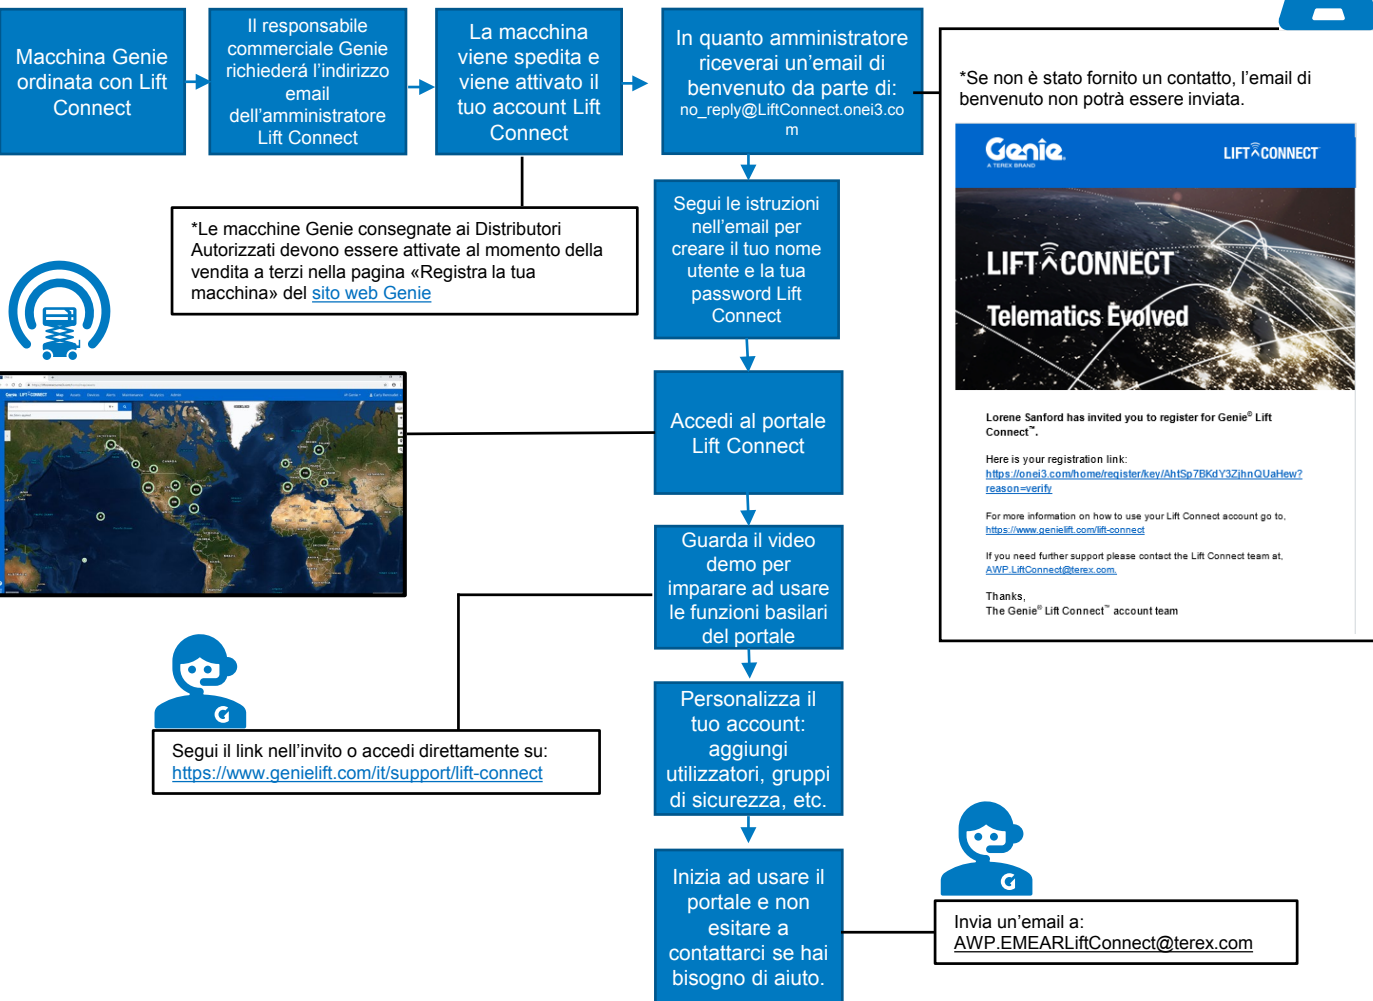 Macchina Genie
ordinata con Lift
Connect
Il responsabile
commerciale Genie
richiederá l'indirizzo
email
dell'amministratore
Lift Connect
La macchina
viene spedita e
viene attivato il
tuo account Lift
Connect
In quanto amministratore
riceverai un'email di
benvenuto da parte di:
no_reply@LiftConnect.onei3.co
m
*Se non è stato fornito un contatto, l'email di
benvenuto non potrà essere inviata.
Genie
A TEREX BRAND
LIFT CONNECT
LIFT CONNECT
Telematics Evolved
Lorene Sanford has invited you to register for Genie® Lift
Connect™.
Here is your registration link:
https://onei3.com/home/register/key/AhtSp7BKdY3ZjhnQUaHew?
reason=verify
For more information on how to use your Lift Connect account go to,
https://www.genielift.com/lift-connect
If you need further support please contact the Lift Connect team at,
AWP.LiftConnect@terex.com.
Thanks,
The Genie® Lift Connect™ account team
*Le macchine Genie consegnate ai Distributori
Autorizzati devono essere attivate al momento della
vendita a terzi nella pagina «Registra la tua
macchina» del sito web Genie
Segui le istruzioni
nell'email per
creare il tuo nome
utente e la tua
password Lift
Connect
Genie LIFT CONNECT Map Assets Devices Alerts Maintenance Analytics Admin
Accedi al portale
Lift Connect
Guarda il video
demo per
imparare ad usare
le funzioni basilari
del portale
Segui il link nell'invito o accedi direttamente su:
https://www.genielift.com/it/support/lift-connect
Personalizza il
tuo account:
aggiungi
utilizzatori, gruppi
di sicurezza, etc.
Inizia ad usare il
portale e non
esitare a
contattarci se hai
bisogno di aiuto.
Invia un'email a:
AWP.EMEARLiftConnect@terex.com